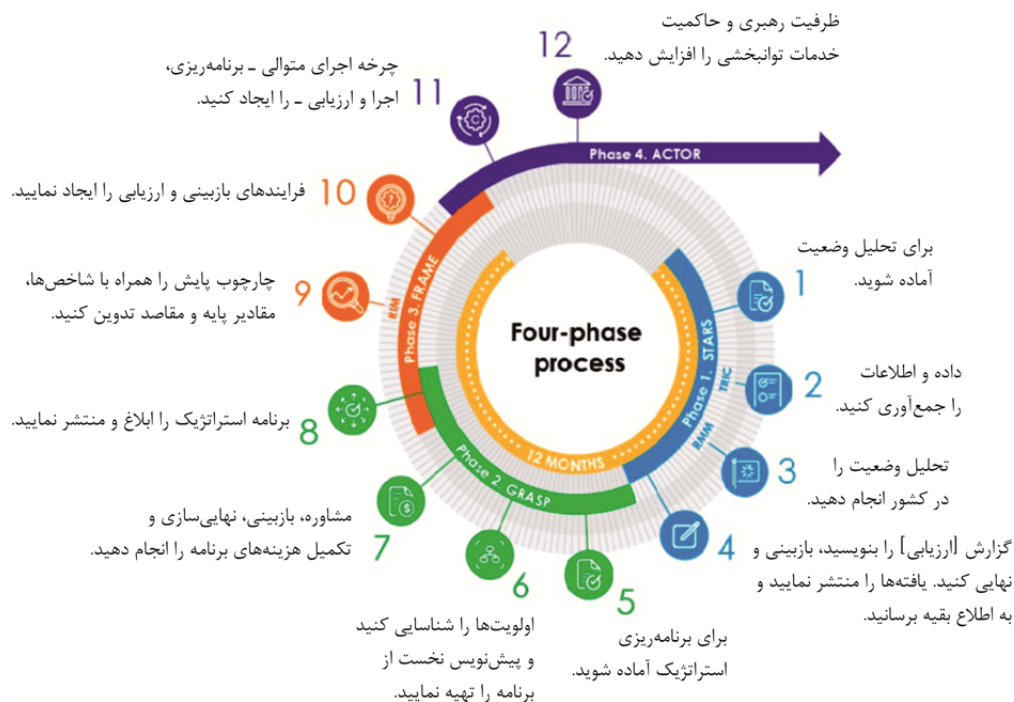 Four-phase
process
12 MONTHS
Phase 1. STARS
TRIC
RMM
1
برای تحلیل وضعیت
آماده شوید.
2
داده و اطلاعات
را جمع‌آوری کنید.
3
تحلیل وضعیت را
در کشور انجام دهید.
4
گزارش [ارزیابی] را بنویسید، بازبینی و
نهایی کنید. یافته‌ها را منتشر نمایید و
به اطلاع بقیه برسانید.
Phase 2. GRASP
5
برای برنامه‌ریزی
استراتژیک آماده شوید.
6
اولویت‌ها را شناسایی کنید
و پیش‌نویس نخست از
برنامه را تهیه نمایید.
7
مشاوره، بازبینی، نهایی‌سازی و
تکمیل هزینه‌های برنامه را انجام دهید.
8
برنامه استراتژیک را ابلاغ و منتشر نمایید.
Phase 3. FRAME
RIM
9
چارچوب پایش را همراه با شاخص‌ها،
مقادیر پایه و مقاصد تدوین کنید.
10
فرایندهای بازبینی و ارزیابی را ایجاد نمایید.
Phase 4. ACTOR
11
چرخه اجرای متوالی ـ برنامه‌ریزی،
اجرا و ارزیابی ـ را ایجاد کنید.
12
ظرفیت رهبری و حاکمیت
خدمات توانبخشی را افزایش دهید.